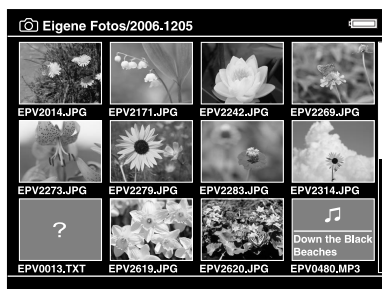 Eigene Fotos/2006.1205
EPV2014.JPG EPV2171.JPG EPV2242.JPG EPV2269.JPG
EPV2273.JPG EPV2279.JPG EPV2283.JPG EPV2314.JPG
?
Down the Black
Beaches
EPV0013.TXT EPV2619.JPG EPV2620.JPG EPV0480.MP3